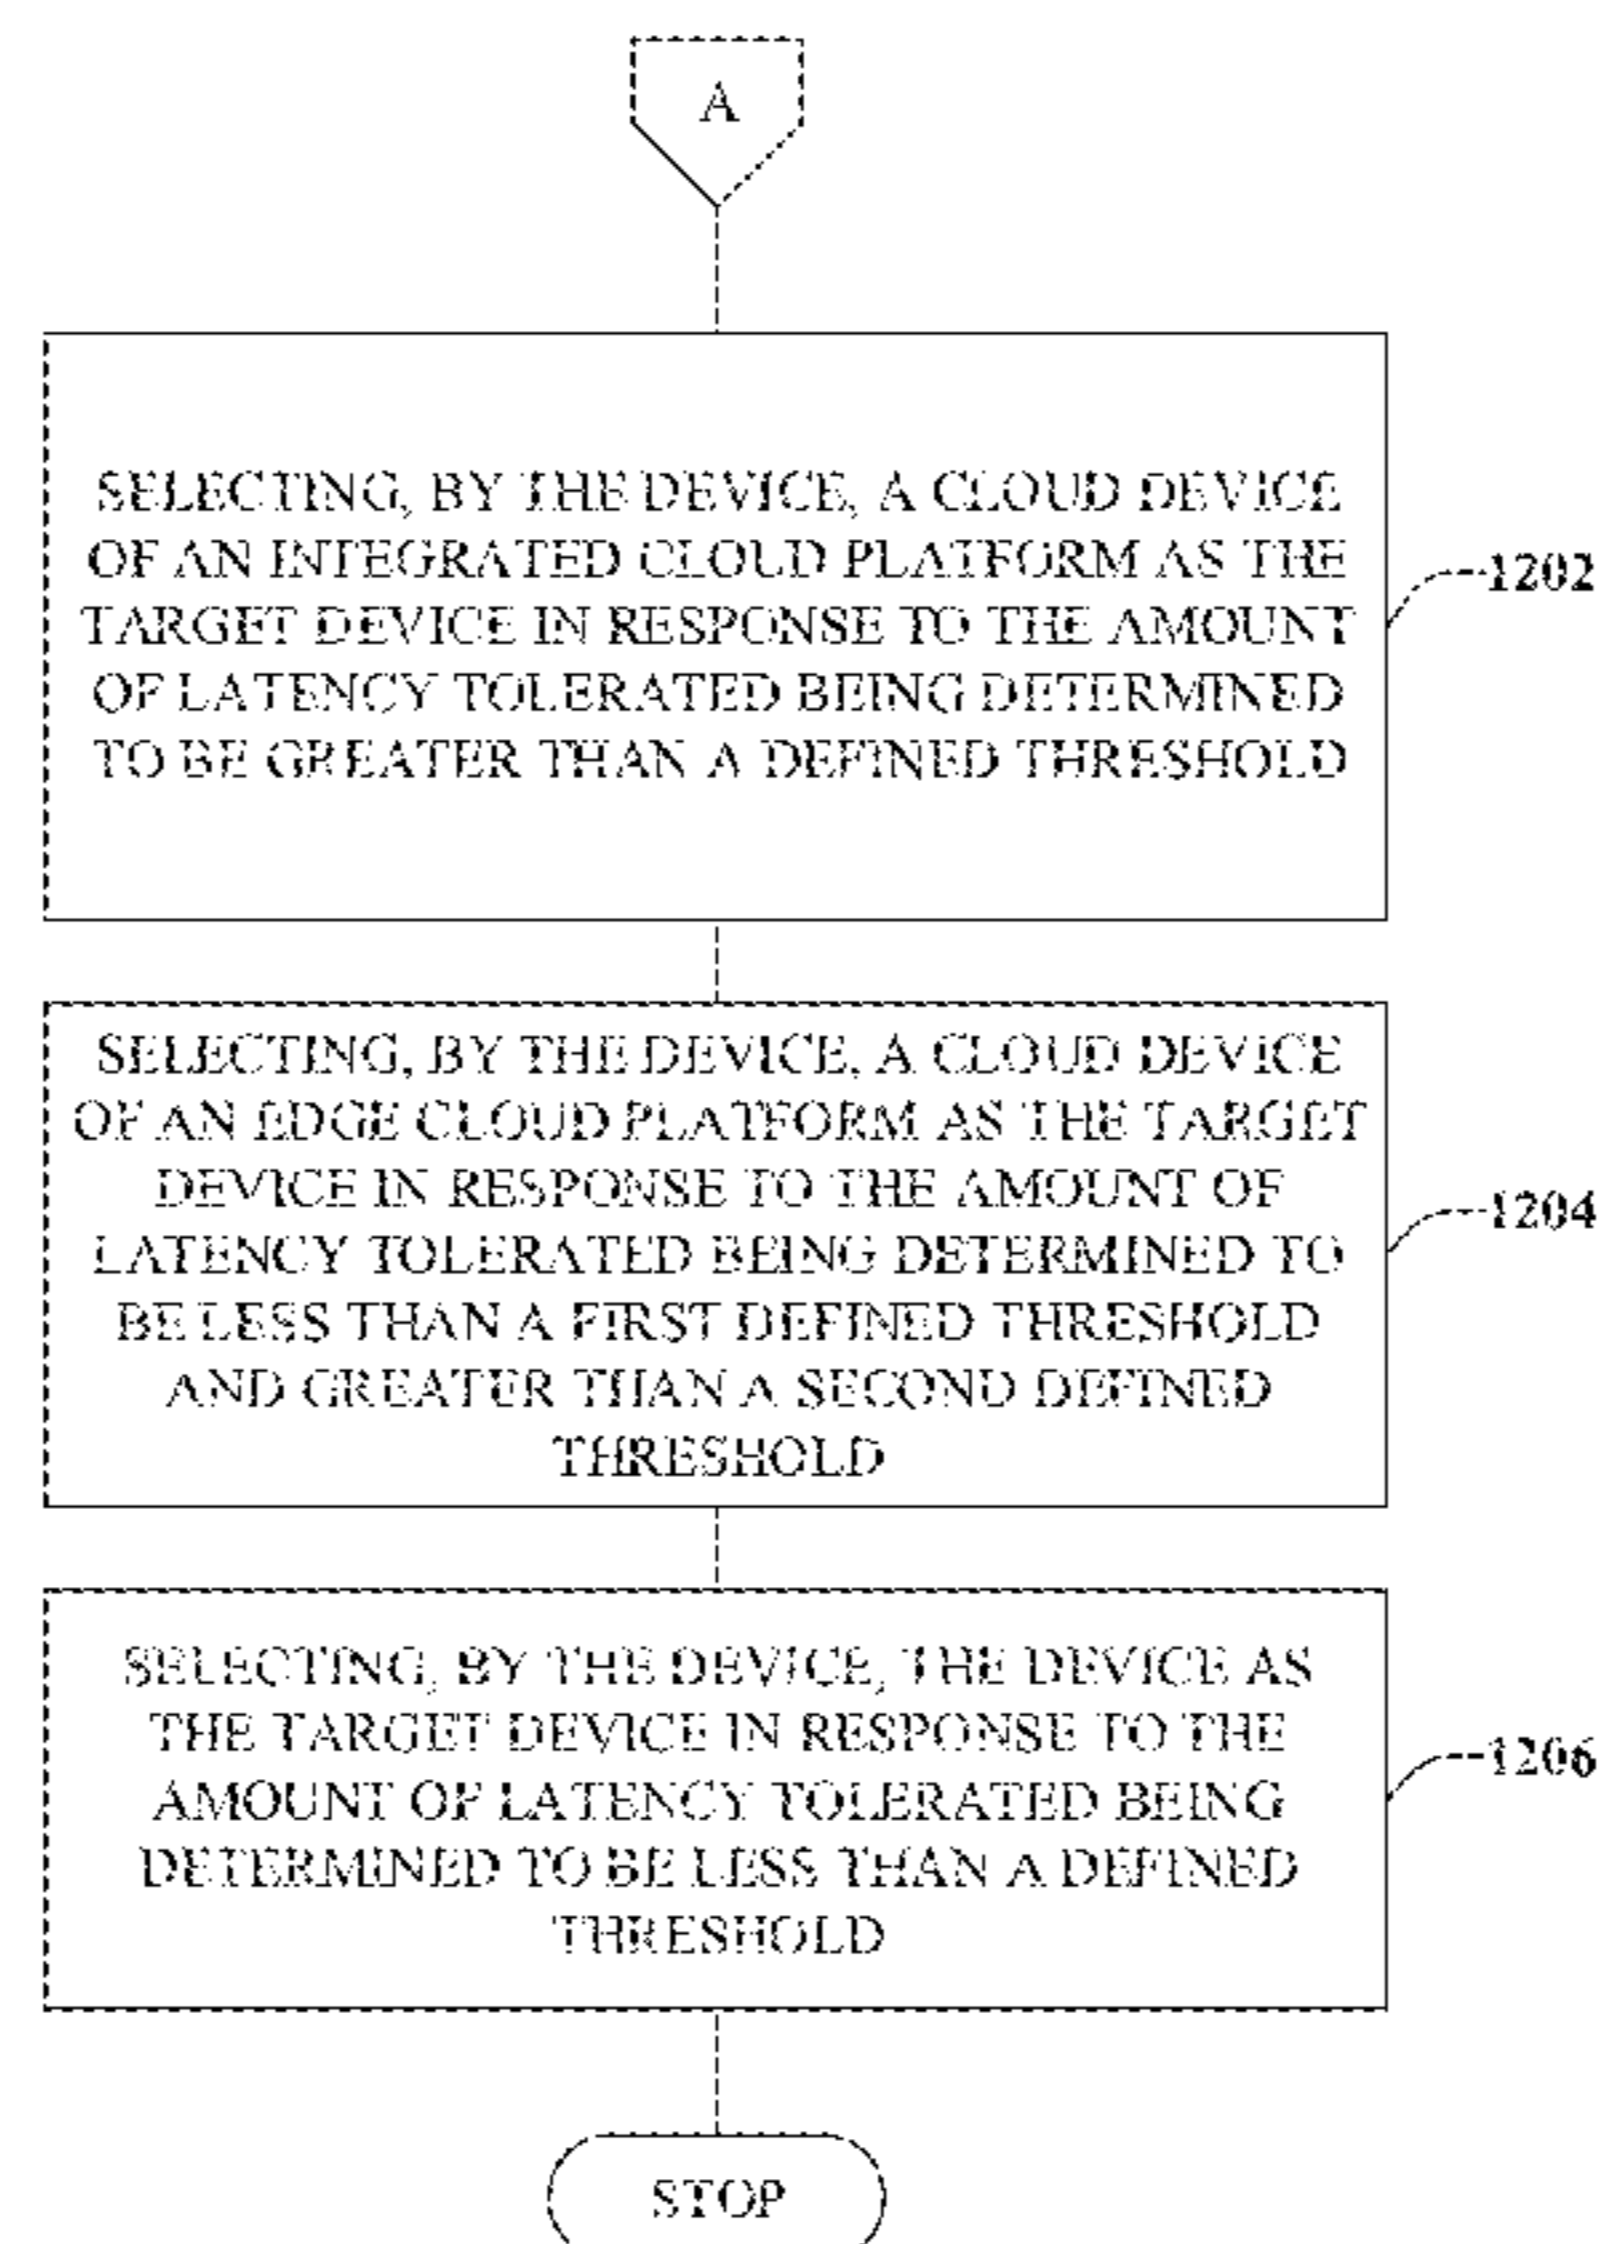 A
SELECTING, BY THE DEVICE, A CLOUD DEVICE
OF AN INTEGRATED CLOUD PLATFORM AS THE
TARGET DEVICE IN RESPONSE TO THE AMOUNT
OF LATENCY TOLERATED BEING DETERMINED
TO BE GREATER THAN A DEFINED THRESHOLD
1202
SELECTING, BY THE DEVICE, A CLOUD DEVICE
OF AN EDGE CLOUD PLATFORM AS THE TARGET
DEVICE IN RESPONSE TO THE AMOUNT OF
LATENCY TOLERATED BEING DETERMINED TO
BE LESS THAN A FIRST DEFINED THRESHOLD
AND GREATER THAN A SECOND DEFINED
THRESHOLD
1204
SELECTING, BY THE DEVICE, THE DEVICE AS
THE TARGET DEVICE IN RESPONSE TO THE
AMOUNT OF LATENCY TOLERATED BEING
DETERMINED TO BE LESS THAN A DEFINED
THRESHOLD
1206
STOP